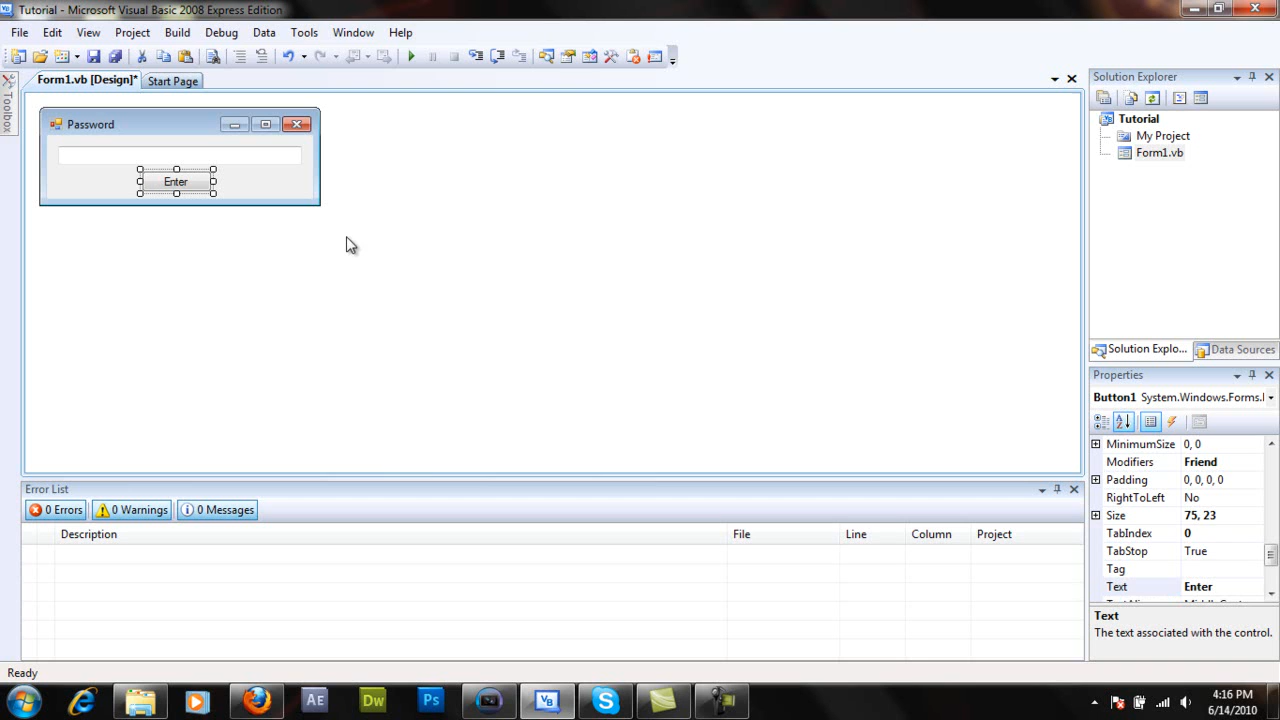 Tutorial - Microsoft Visual Basic 2008 Express Edition
File Edit View Project Build Debug Data Tools Window Help
Form1.vb [Design]* Start Page
Toolbox
Password
Enter
Solution Explorer
Tutorial
My Project
Form1.vb
Solution Explo... Data Sources
Properties
Button1 System.Windows.Forms.
MinimumSize 0, 0
Modifiers Friend
Padding 0, 0, 0, 0
RightToLeft No
Size 75, 23
TabIndex 0
TabStop True
Tag
Text Enter
Text
The text associated with the control.
Error List
0 Errors 0 Warnings 0 Messages
Description File Line Column Project
Ready
AE Dw Ps VB
4:16 PM
6/14/2010